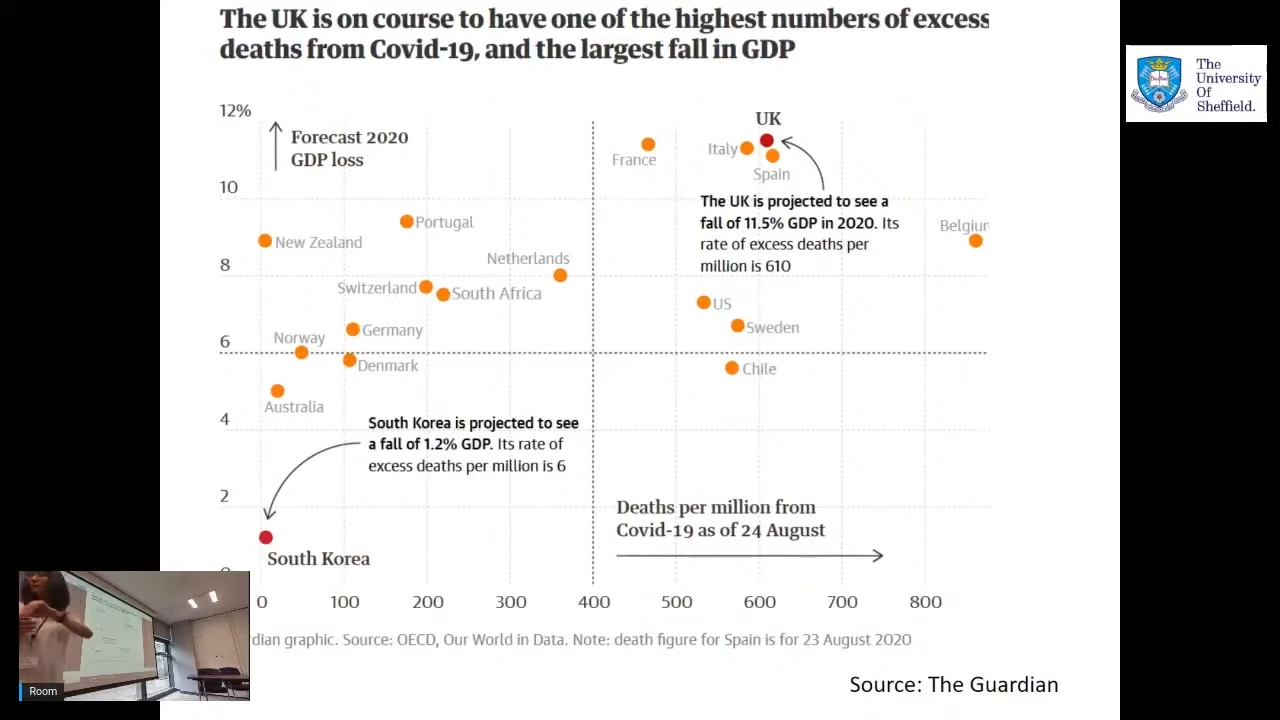 The UK is on course to have one of the highest numbers of excess
deaths from Covid-19, and the largest fall in GDP
The
University
Of
Sheffield.
12%
Forecast 2020
GDP loss
UK
France
Italy
Spain
10
The UK is projected to see a
fall of 11.5% GDP in 2020. Its
rate of excess deaths per
million is 610
Portugal
New Zealand
Belgiun
Netherlands
8
Switzerland
South Africa
US
Norway
Germany
Sweden
6
Denmark
Chile
Australia
4
South Korea is projected to see
a fall of 1.2% GDP. Its rate of
excess deaths per million is 6
2
Deaths per million from
Covid-19 as of 24 August
South Korea
0 100 200 300 400 500 600 700 800
rdian graphic. Source: OECD, Our World in Data. Note: death figure for Spain is for 23 August 2020
Room
Source: The Guardian